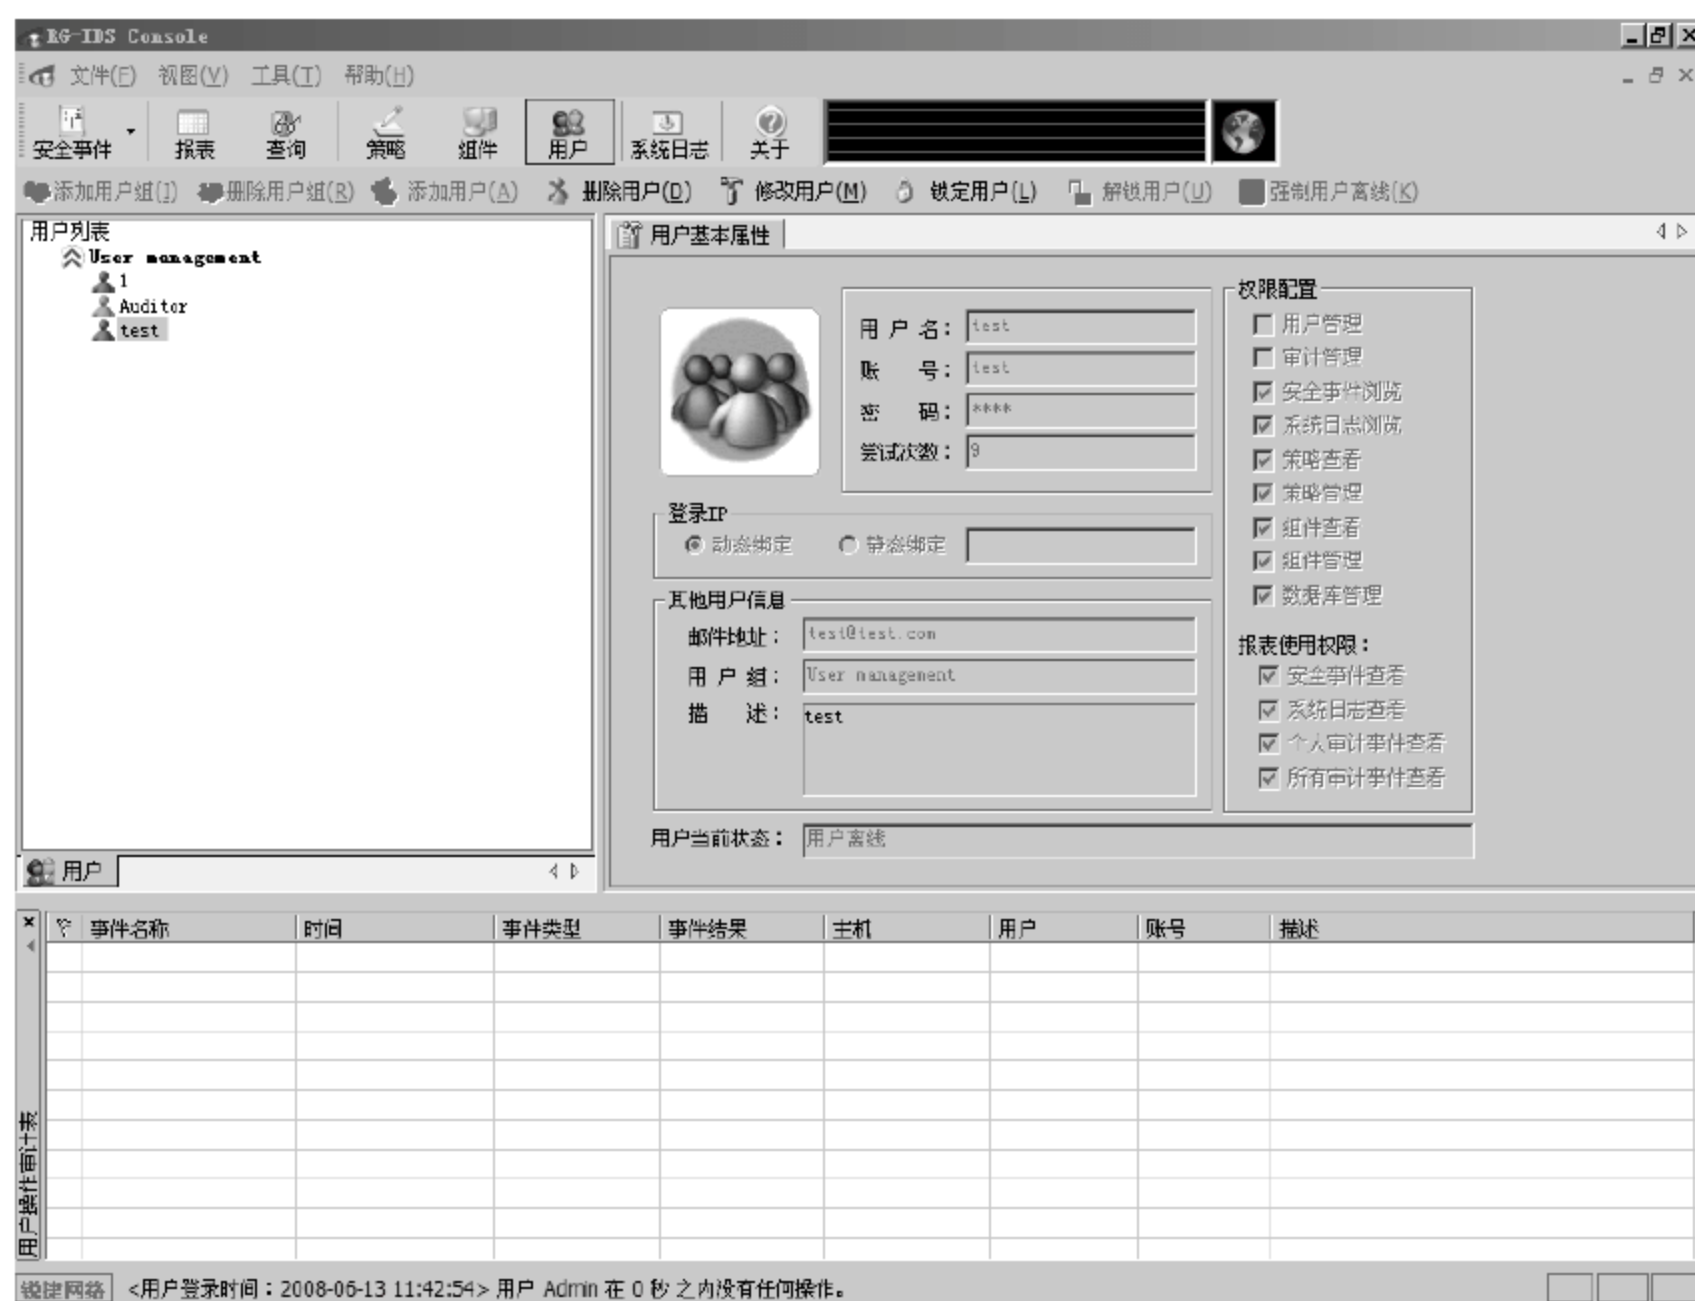 RG-IDS Console
文件(F) 视图(V) 工具(T) 帮助(H)
安全事件 报表 查询 策略 组件 用户 系统日志 关于
添加用户组(I) 删除用户组(R) 添加用户(A) 删除用户(D) 修改用户(M) 锁定用户(L) 解锁用户(U) 强制用户离线(K)
用户列表
User management
1
Auditor
test
用户
用户基本属性
用 户 名： test
账 号： test
密 码： ****
尝试次数： 9
登录IP
动态绑定 静态绑定
其他用户信息
邮件地址： test@test.com
用 户 组： User management
描 述： test
权限配置
用户管理
审计管理
安全事件浏览
系统日志浏览
策略查看
策略管理
组件查看
组件管理
数据库管理
报表使用权限：
安全事件查看
系统日志查看
个人审计事件查看
所有审计事件查看
用户当前状态： 用户离线
事件名称 时间 事件类型 事件结果 主机 用户 账号 描述
用户操作审计表
锐捷网络 <用户登录时间：2008-06-13 11:42:54> 用户 Admin 在 0 秒 之内没有任何操作。